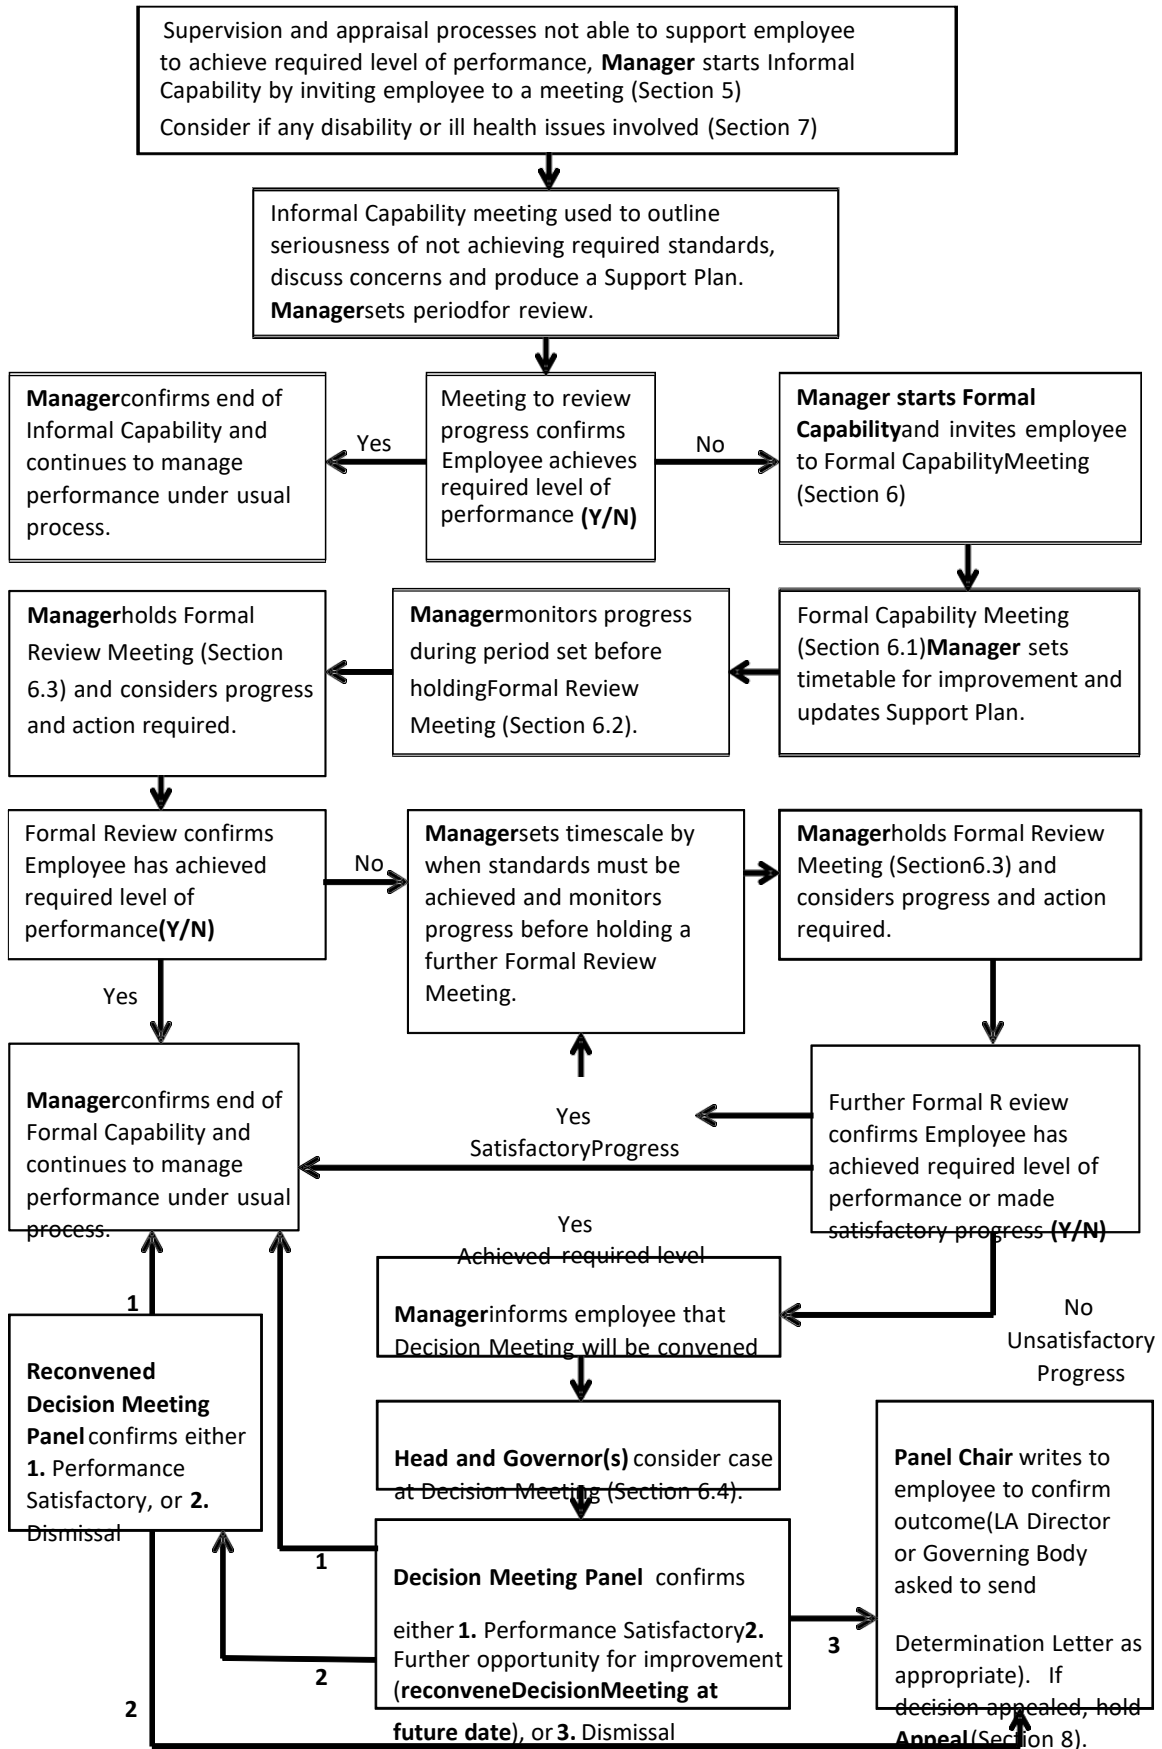 Supervision and appraisal processes not able to support employee
to achieve required level of performance, Manager starts Informal
Capability by inviting employee to a meeting (Section 5)
Consider if any disability or ill health issues involved (Section 7)
Informal Capability meeting used to outline
seriousness of not achieving required standards,
discuss concerns and produce a Support Plan.
Managersets periodfor review.
Managerconfirms end of
Informal Capability and
continues to manage
performance under usual
process.
Yes
Meeting to review
progress confirms
Employee achieves
required level of
performance (Y/N)
No
Manager starts Formal
Capabilityand invites employee
to Formal CapabilityMeeting
(Section 6)
Formal Capability Meeting
(Section 6.1)Manager sets
timetable for improvement and
updates Support Plan.
Managermonitors progress
during period set before
holdingFormal Review
Meeting (Section 6.2).
Managerholds Formal
Review Meeting (Section
6.3) and considers progress
and action required.
Formal Review confirms
Employee has achieved
required level of
performance(Y/N)
No
Managersets timescale by
when standards must be
achieved and monitors
progress before holding a
further Formal Review
Meeting.
Managerholds Formal Review
Meeting (Section6.3) and
considers progress and action
required.
Yes
Managerconfirms end of
Formal Capability and
continues to manage
performance under usual
process.
Yes
SatisfactoryProgress
Further Formal R eview
confirms Employee has
achieved required level of
performance or made
satisfactory progress (Y/N)
Yes
Achieved required level
Managerinforms employee that
Decision Meeting will be convened
No
Unsatisfactory
Progress
1
Reconvened
Decision Meeting
Panel confirms either
1. Performance
Satisfactory, or 2.
Dismissal
Head and Governor(s) consider case
at Decision Meeting (Section 6.4).
1
Decision Meeting Panel confirms
either 1. Performance Satisfactory2.
Further opportunity for improvement
(reconveneDecisionMeeting at
future date), or 3. Dismissal
2
2
3
Panel Chair writes to
employee to confirm
outcome(LA Director
or Governing Body
asked to send
Determination Letter as
appropriate). If
decision appealed, hold
Appeal(Section 8).